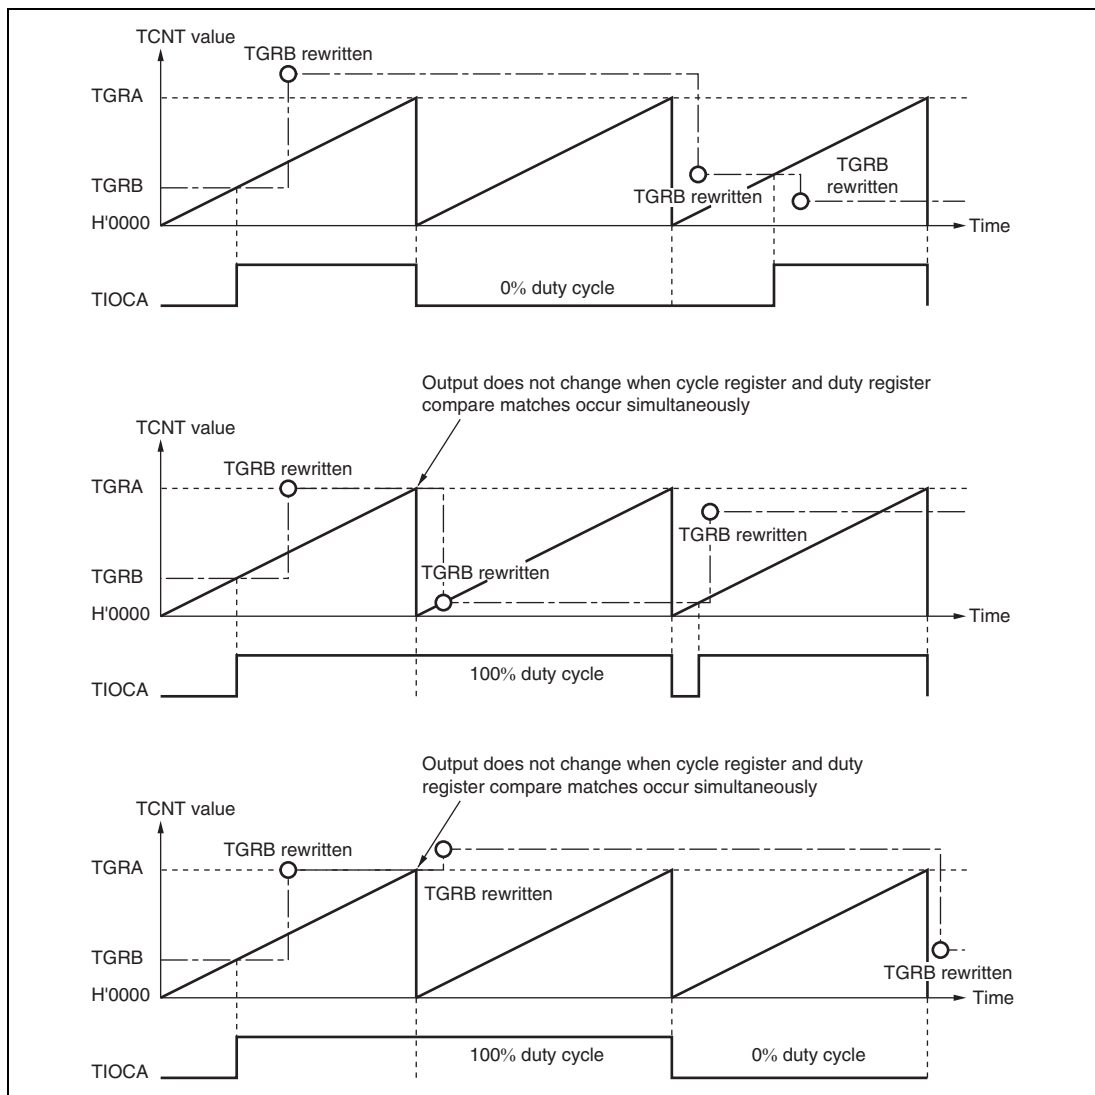 TCNT value
TGRB rewritten
TGRA
TGRB
rewritten
TGRB
TGRB rewritten
H'0000
Time
0% duty cycle
TIOCA
Output does not change when cycle register and duty register
compare matches occur simultaneously
TCNT value
TGRB rewritten
TGRA
TGRB rewritten
TGRB
TGRB rewritten
H'0000
Time
100% duty cycle
TIOCA
Output does not change when cycle register and duty
register compare matches occur simultaneously
TCNT value
TGRB rewritten
TGRA
TGRB rewritten
TGRB
TGRB rewritten
H'0000
Time
100% duty cycle
0% duty cycle
TIOCA